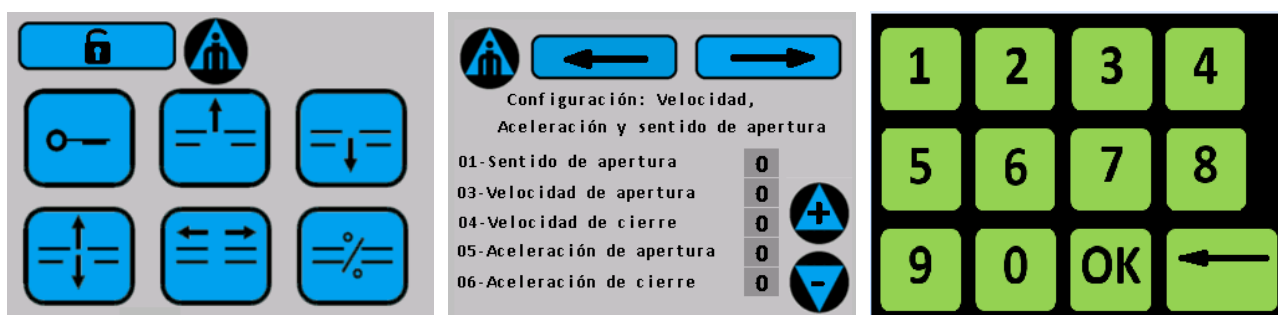 Configuración: Velocidad,
Aceleración y sentido de apertura
01-Sentido de apertura 0
03-Velocidad de apertura 0
04-Velocidad de cierre 0
05-Aceleración de apertura 0
06-Aceleración de cierre 0
+
-
1 2 3 4
5 6 7 8
9 0 OK